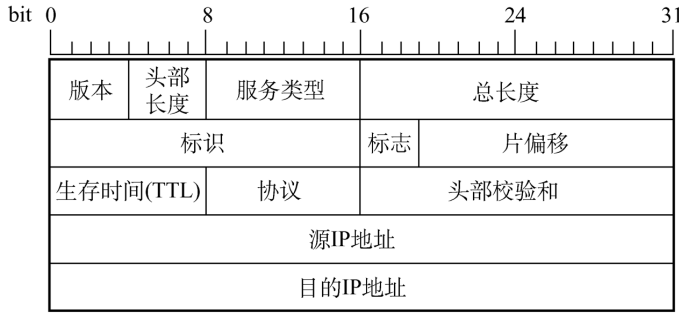 bit 0 8 16 24 31
版本 头部长度 服务类型 总长度
标识 标志 片偏移
生存时间(TTL) 协议 头部校验和
源IP地址
目的IP地址